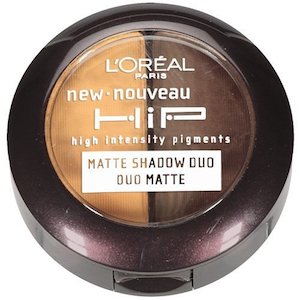 L'ORÉAL
PARIS
new • nouveau
HiP
high intensity pigments
MATTE SHADOW DUO
DUO MATTE